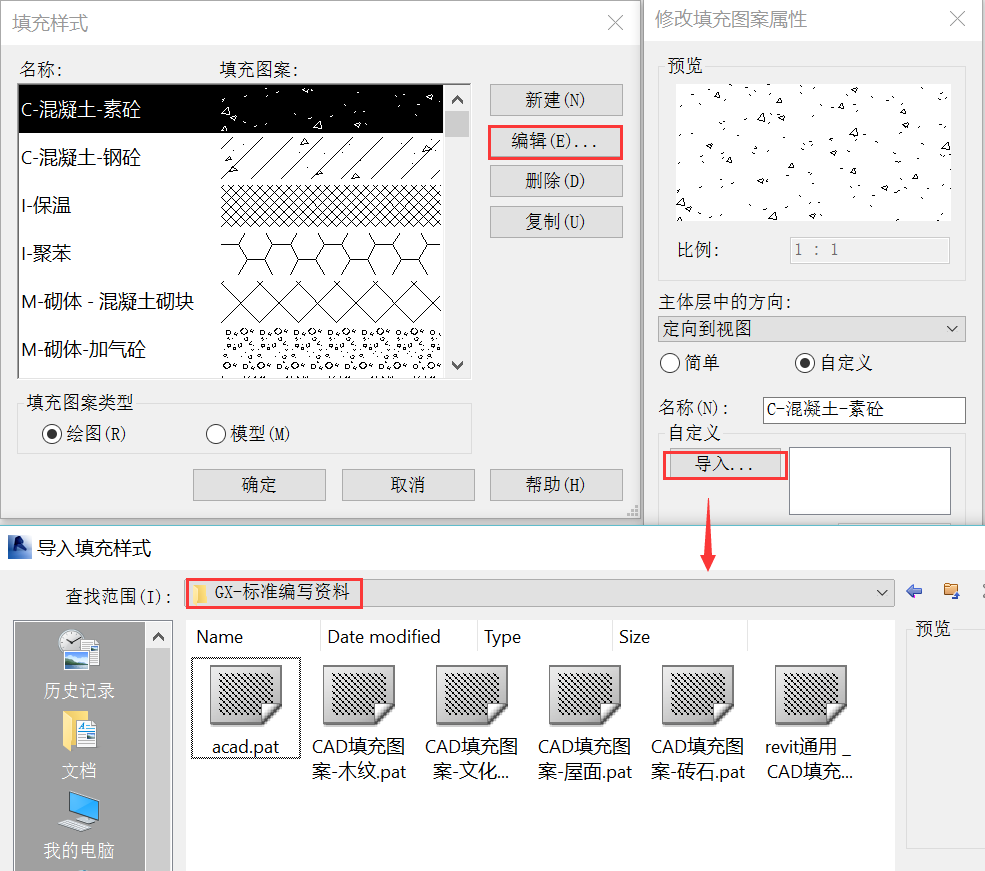 填充样式
名称:
填充图案:
C-混凝土-素砼
C-混凝土-钢砼
I-保温
I-聚苯
M-砌体 - 混凝土砌块
M-砌体-加气砼
新建(N)
编辑(E)...
删除(D)
复制(U)
填充图案类型
绘图(R)
模型(M)
确定
取消
帮助(H)
修改填充图案属性
预览
比例:
1 : 1
主体层中的方向:
定向到视图
简单
自定义
名称(N):
C-混凝土-素砼
自定义
导入...
导入填充样式
查找范围(I):
GX-标准编写资料
历史记录
文档
我的电脑
Name
Date modified
Type
Size
acad.pat
CAD填充图
案-木纹.pat
CAD填充图
案-文化...
CAD填充图
案-屋面.pat
CAD填充图
案-砖石.pat
revit通用 _
CAD填充...
预览